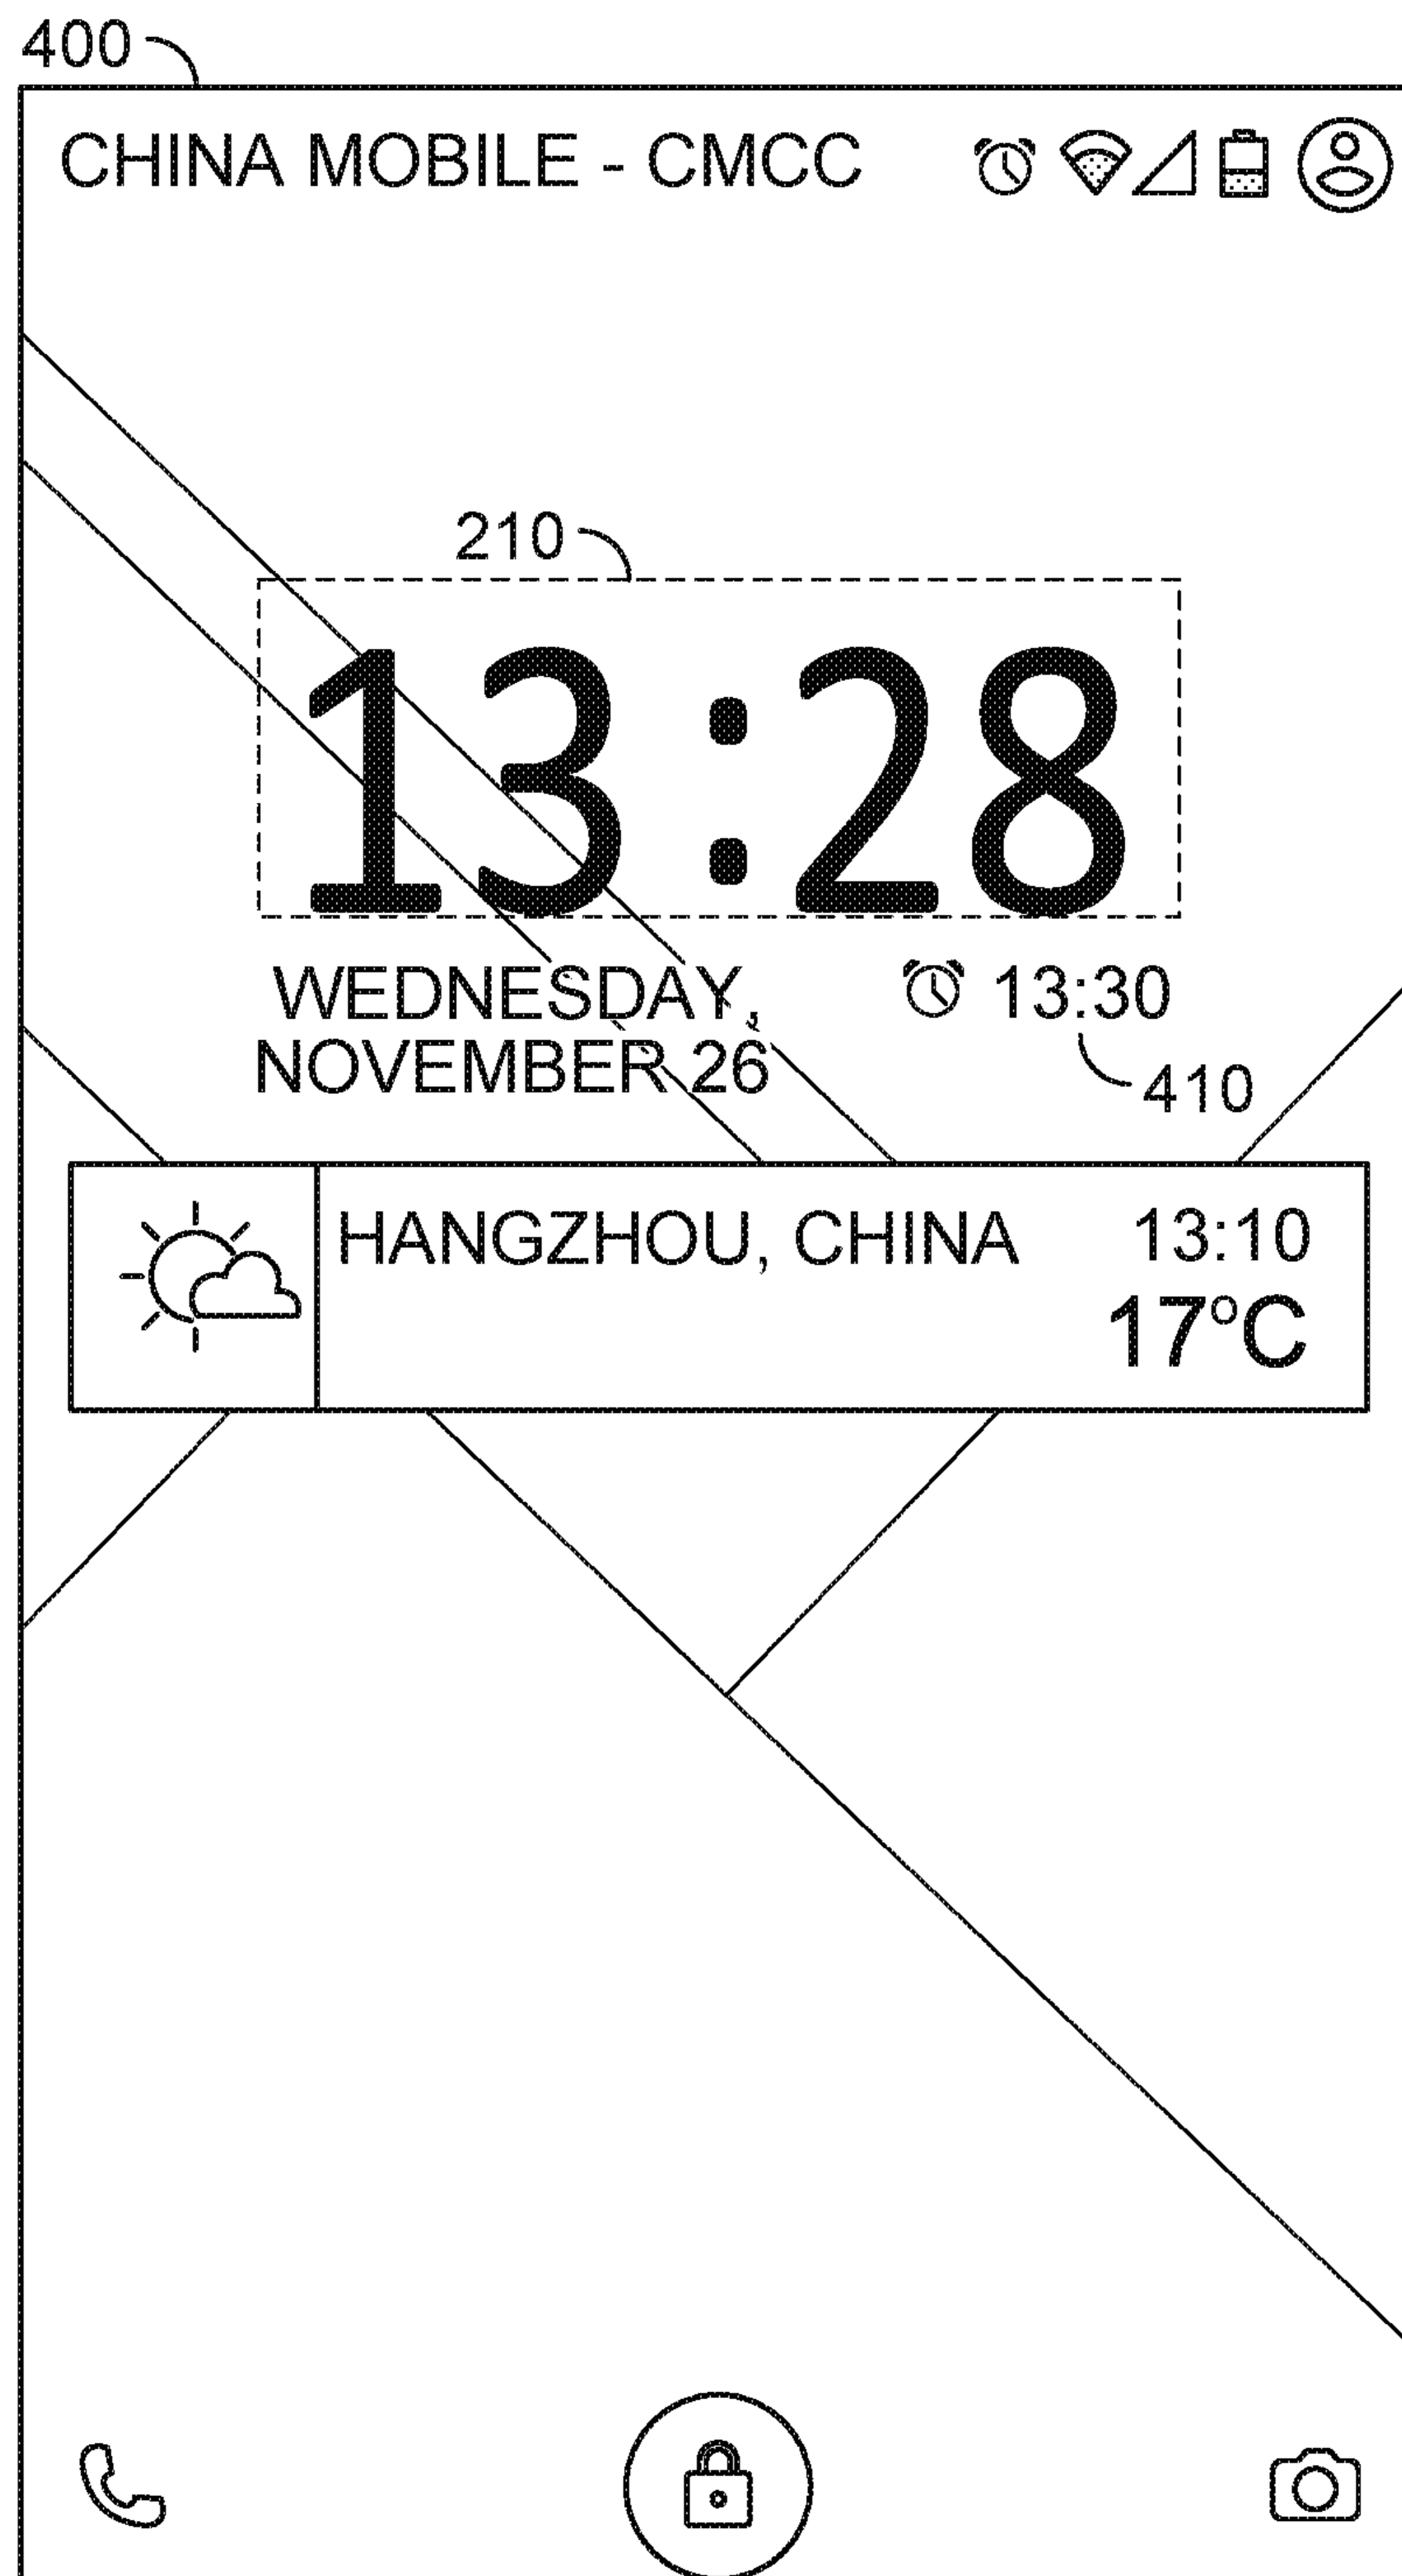 400
CHINA MOBILE - CMCC
210
13:28
WEDNESDAY,
NOVEMBER 26
13:30
410
HANGZHOU, CHINA
13:10
17°C